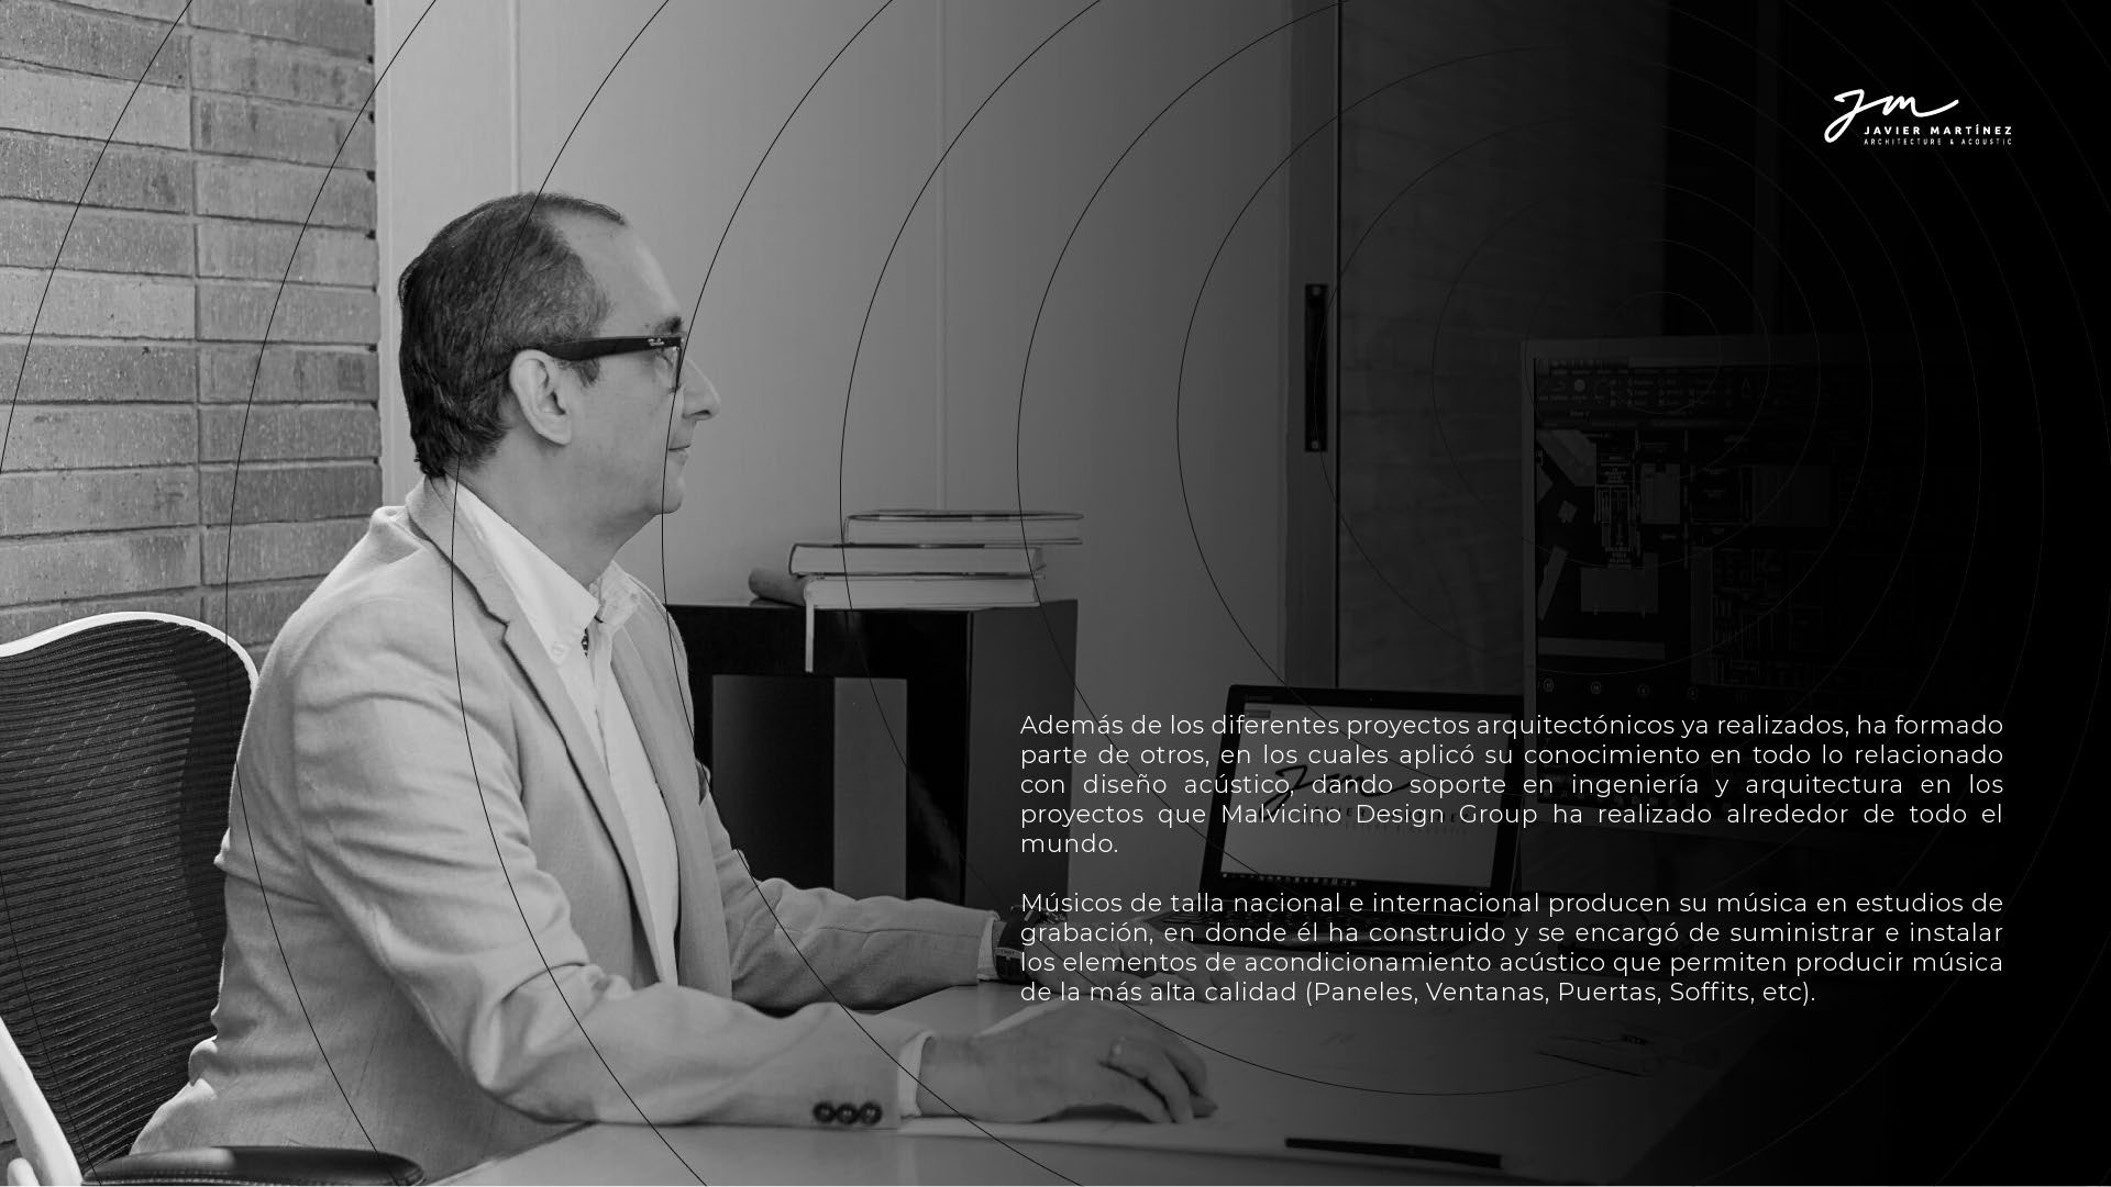 JAVIER MARTÍNEZ
ARCHITECTURE & ACOUSTIC
Además de los diferentes proyectos arquitectónicos ya realizados, ha formado
parte de otros, en los cuales aplicó su conocimiento en todo lo relacionado
con diseño acústico, dando soporte en ingeniería y arquitectura en los
proyectos que Malvicino Design Group ha realizado alrededor de todo el
mundo.
Músicos de talla nacional e internacional producen su música en estudios de
grabación, en donde él ha construido y se encargó de suministrar e instalar
los elementos de acondicionamiento acústico que permiten producir música
de la más alta calidad (Paneles, Ventanas, Puertas, Soffits, etc).